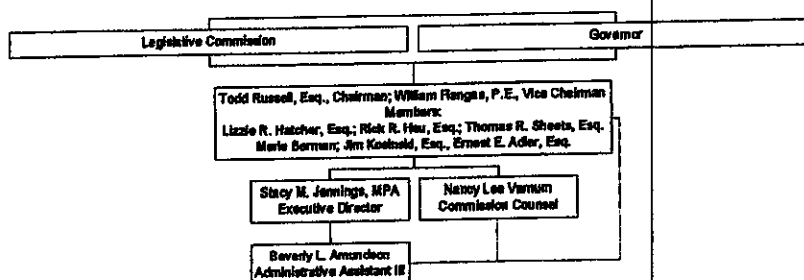 Legislative Commission
Governor
Todd Russell, Esq., Chairman; William Flangas, P.E., Vice Chairman
Members:
Lizzie R. Hatcher, Esq.; Rick R. Hsu, Esq.; Thomas R. Sheets, Esq.
Merle Berman; Jim Kosinski, Esq., Ernest E. Adler, Esq.
Stacy M. Jennings, MPA
Executive Director
Nancy Lee Varnum
Commission Counsel
Beverly L. Amundson
Administrative Assistant III